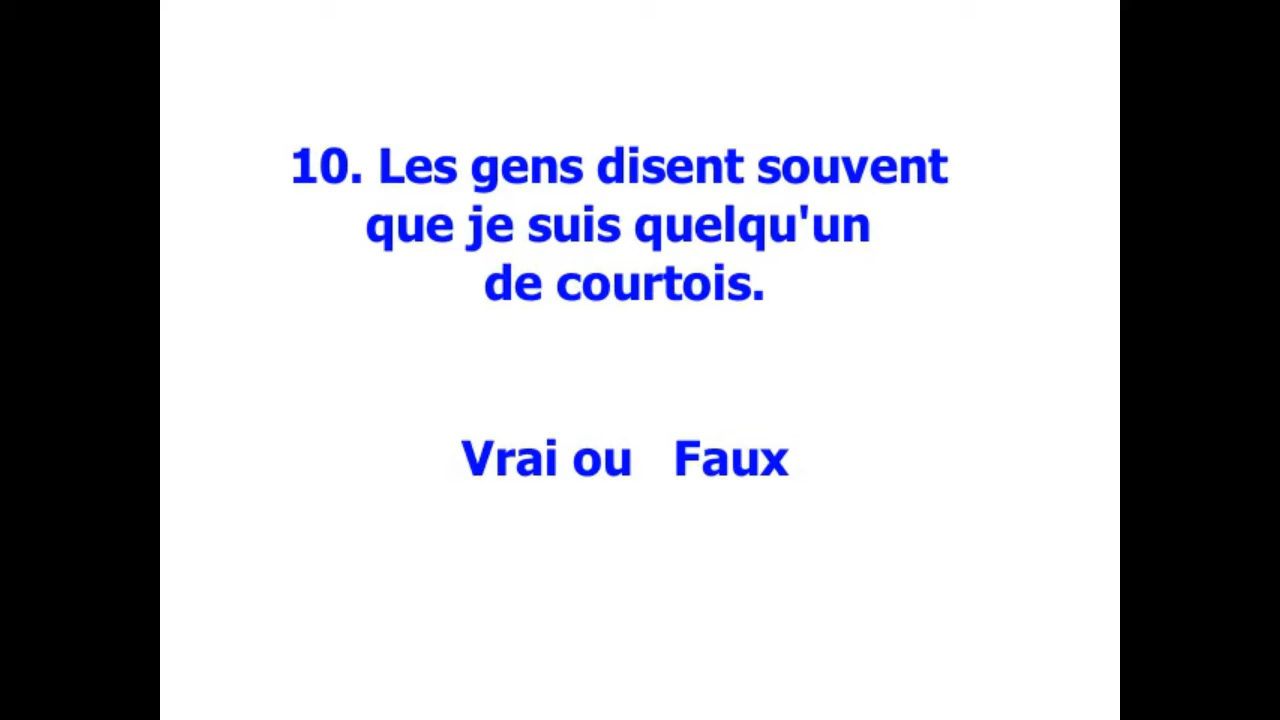 10. Les gens disent souvent
que je suis quelqu'un
de courtois.
Vrai ou Faux